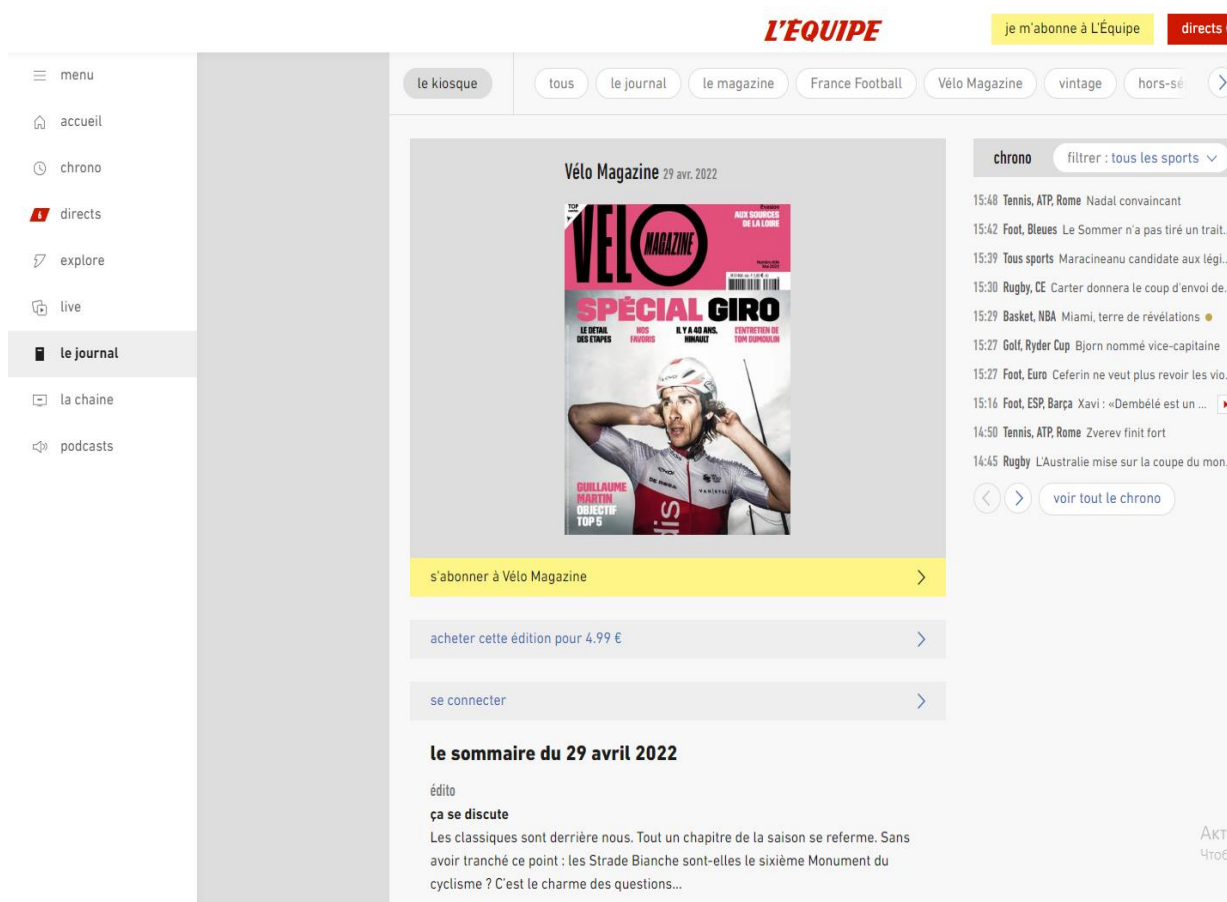 L'ÉQUIPE
je m'abonne à L'Équipe
directs
menu
accueil
chrono
directs
explore
live
le journal
la chaine
podcasts
le kiosque
tous
le journal
le magazine
France Football
Vélo Magazine
vintage
hors-sé
Vélo Magazine 29 avr. 2022
TOP
Evasion
AUX SOURCES
DE LA LOIRE
VELO
MAGAZINE
SPÉCIAL GIRO
LE DÉTAIL
DES ÉTAPES
NOS
FAVORIS
IL Y A 40 ANS,
HINAULT
L'ENTRETIEN DE
TOM DUMOULIN
GUILLAUME
MARTIN
OBJECTIF
TOP 5
s'abonner à Vélo Magazine
acheter cette édition pour 4.99 €
se connecter
le sommaire du 29 avril 2022
édito
ça se discute
Les classiques sont derrière nous. Tout un chapitre de la saison se referme. Sans
avoir tranché ce point : les Strade Bianche sont-elles le sixième Monument du
cyclisme ? C'est le charme des questions...
chrono
filtrer : tous les sports
15:48 Tennis, ATP, Rome Nadal convaincant
15:42 Foot, Bleues Le Sommer n'a pas tiré un trait...
15:39 Tous sports Maracineanu candidate aux légi...
15:30 Rugby, CE Carter donnera le coup d'envoi de...
15:29 Basket, NBA Miami, terre de révélations
15:27 Golf, Ryder Cup Bjorn nommé vice-capitaine
15:27 Foot, Euro Ceferin ne veut plus revoir les vio...
15:16 Foot, ESP, Barça Xavi : «Dembélé est un ...
14:50 Tennis, ATP, Rome Zverev finit fort
14:45 Rugby L'Australie mise sur la coupe du mon...
voir tout le chrono
Акт
Чтоб